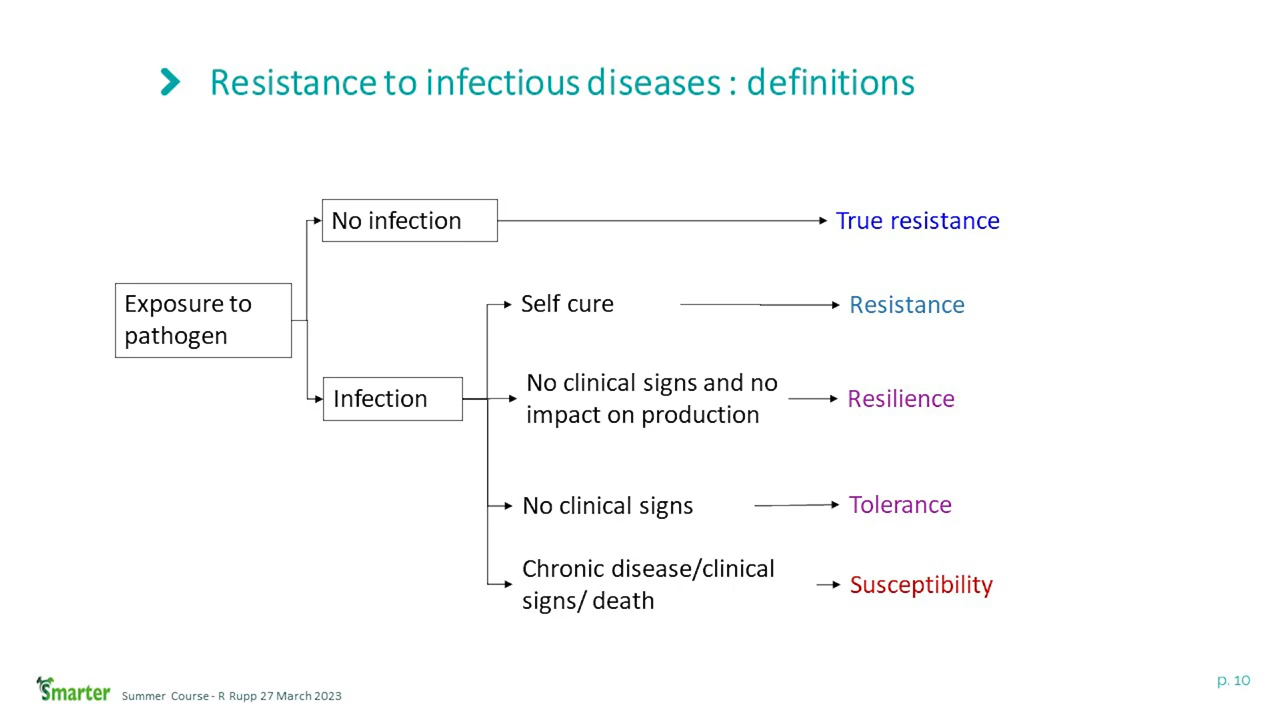 Resistance to infectious diseases : definitions
No infection
True resistance
Exposure to
pathogen
Self cure
Resistance
Infection
No clinical signs and no
impact on production
Resilience
No clinical signs
Tolerance
Chronic disease/clinical
signs/ death
Susceptibility
Smarter
Summer Course - R Rupp 27 March 2023
p. 10